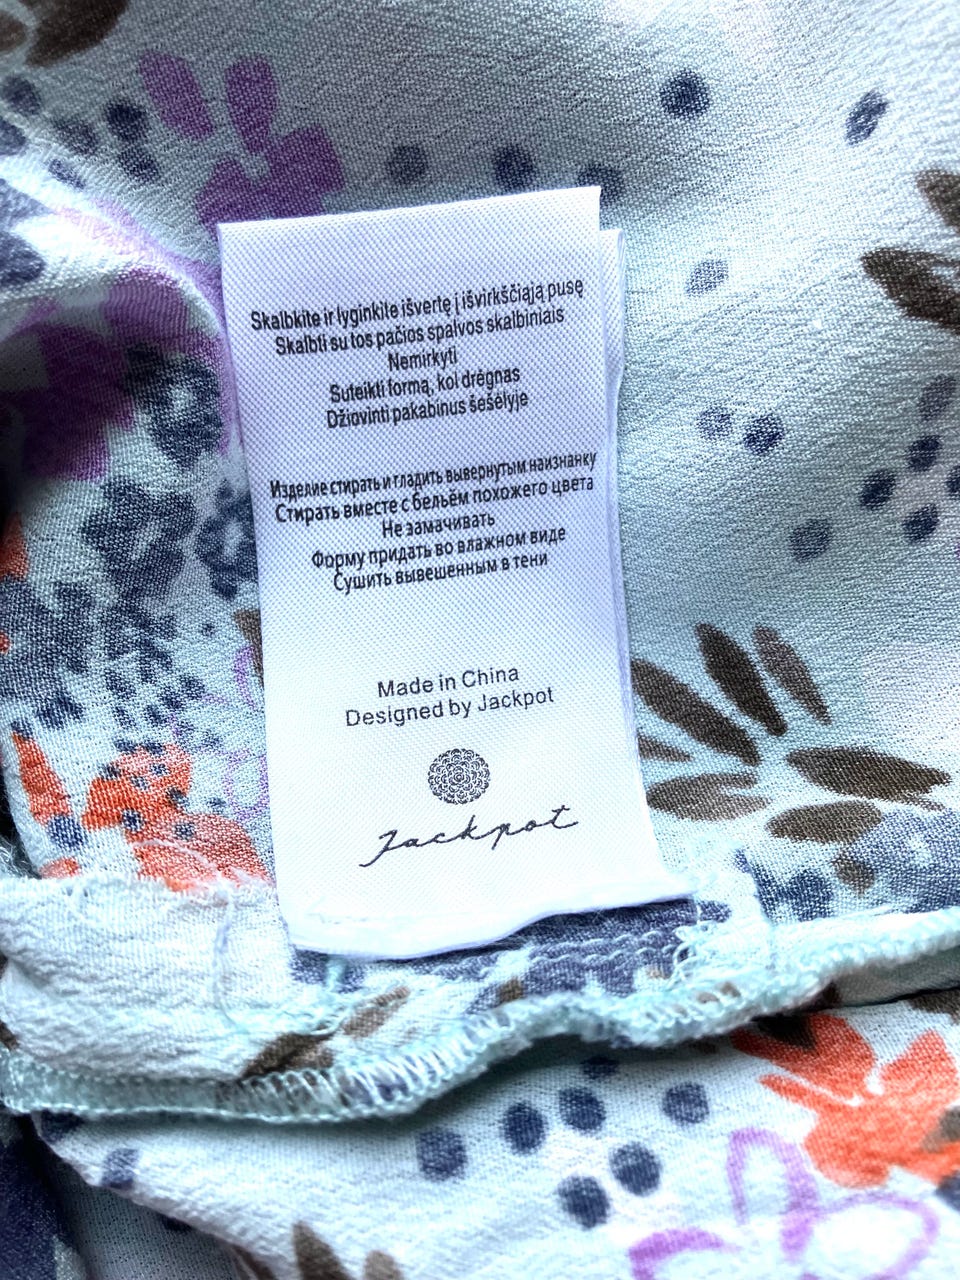 Skalbkite ir lyginkite išvertę į išvirkščiąją pusę
Skalbti su tos pačios spalvos skalbiniais
Nemirkyti
Suteikti formą, kol drėgnas
Džiovinti pakabinus šešėlyje
Изделие стирать и гладить вывернутым наизнанку
Стирать вместе с бельём похожего цвета
Не замачивать
Форму придать во влажном виде
Сушить вывешенным в тени
Made in China
Designed by Jackpot
Jackpot